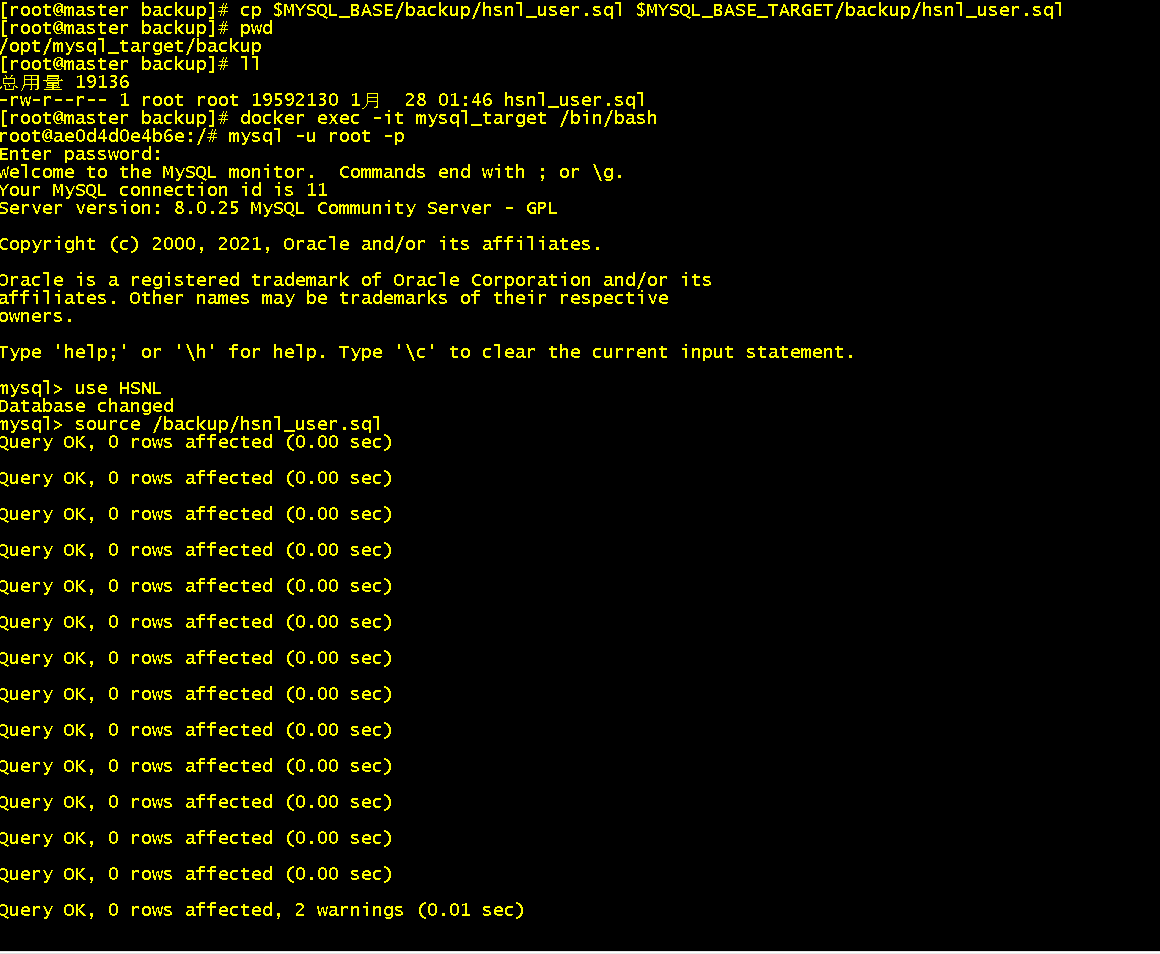 [root@master backup]# cp $MYSQL_BASE/backup/hsnl_user.sql $MYSQL_BASE_TARGET/backup/hsnl_user.sql
[root@master backup]# pwd
/opt/mysql_target/backup
[root@master backup]# ll
总用量 19136
-rw-r--r-- 1 root root 19592130 1月  28 01:46 hsnl_user.sql
[root@master backup]# docker exec -it mysql_target /bin/bash
root@ae0d4d0e4b6e:/# mysql -u root -p
Enter password:
Welcome to the MySQL monitor.  Commands end with ; or \g.
Your MySQL connection id is 11
Server version: 8.0.25 MySQL Community Server - GPL
Copyright (c) 2000, 2021, Oracle and/or its affiliates.
Oracle is a registered trademark of Oracle Corporation and/or its
affiliates. Other names may be trademarks of their respective
owners.
Type 'help;' or '\h' for help. Type '\c' to clear the current input statement.
mysql> use HSNL
Database changed
mysql> source /backup/hsnl_user.sql
Query OK, 0 rows affected (0.00 sec)
Query OK, 0 rows affected (0.00 sec)
Query OK, 0 rows affected (0.00 sec)
Query OK, 0 rows affected (0.00 sec)
Query OK, 0 rows affected (0.00 sec)
Query OK, 0 rows affected (0.00 sec)
Query OK, 0 rows affected (0.00 sec)
Query OK, 0 rows affected (0.00 sec)
Query OK, 0 rows affected (0.00 sec)
Query OK, 0 rows affected (0.00 sec)
Query OK, 0 rows affected (0.00 sec)
Query OK, 0 rows affected (0.00 sec)
Query OK, 0 rows affected (0.00 sec)
Query OK, 0 rows affected, 2 warnings (0.01 sec)